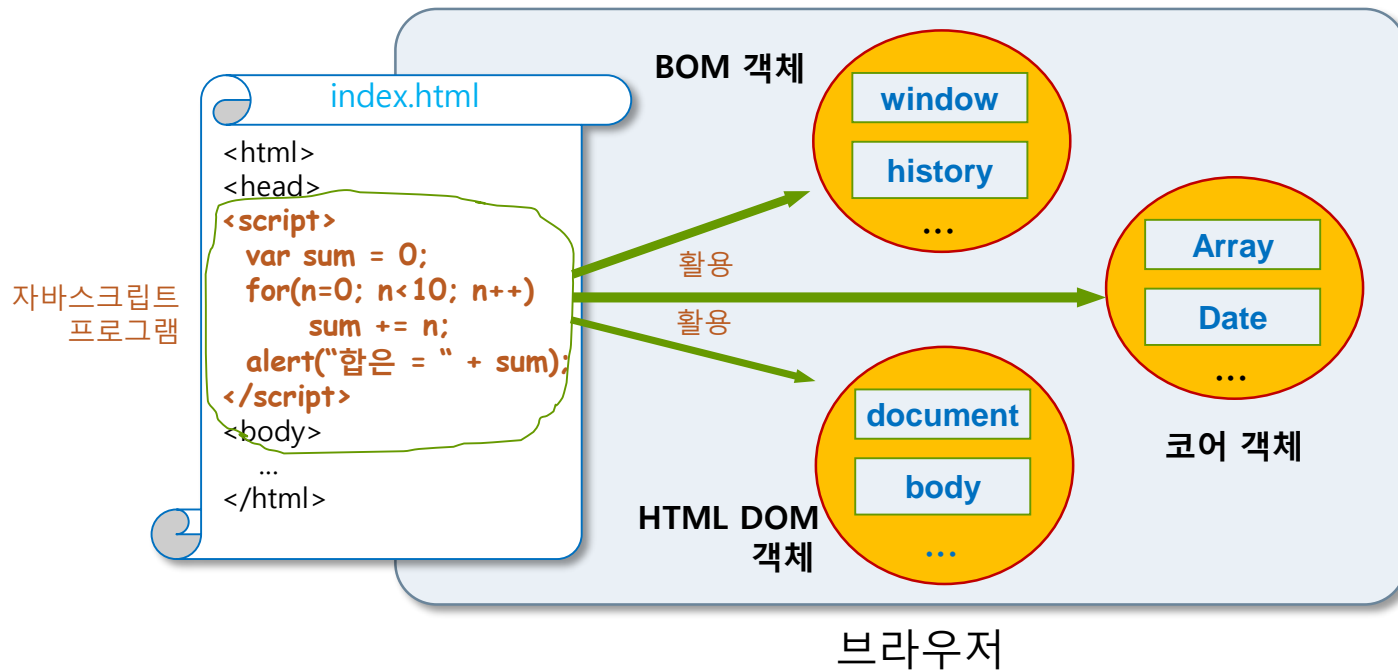 index.html
<html>
<head>
<script>
var sum = 0;
for(n=0; n<10; n++)
sum += n;
alert(“합은 = “ + sum);
</script>
<body>
...
</html>
자바스크립트
프로그램
BOM 객체
window
history
...
활용
활용
Array
Date
...
코어 객체
document
body
...
HTML DOM
객체
브라우저